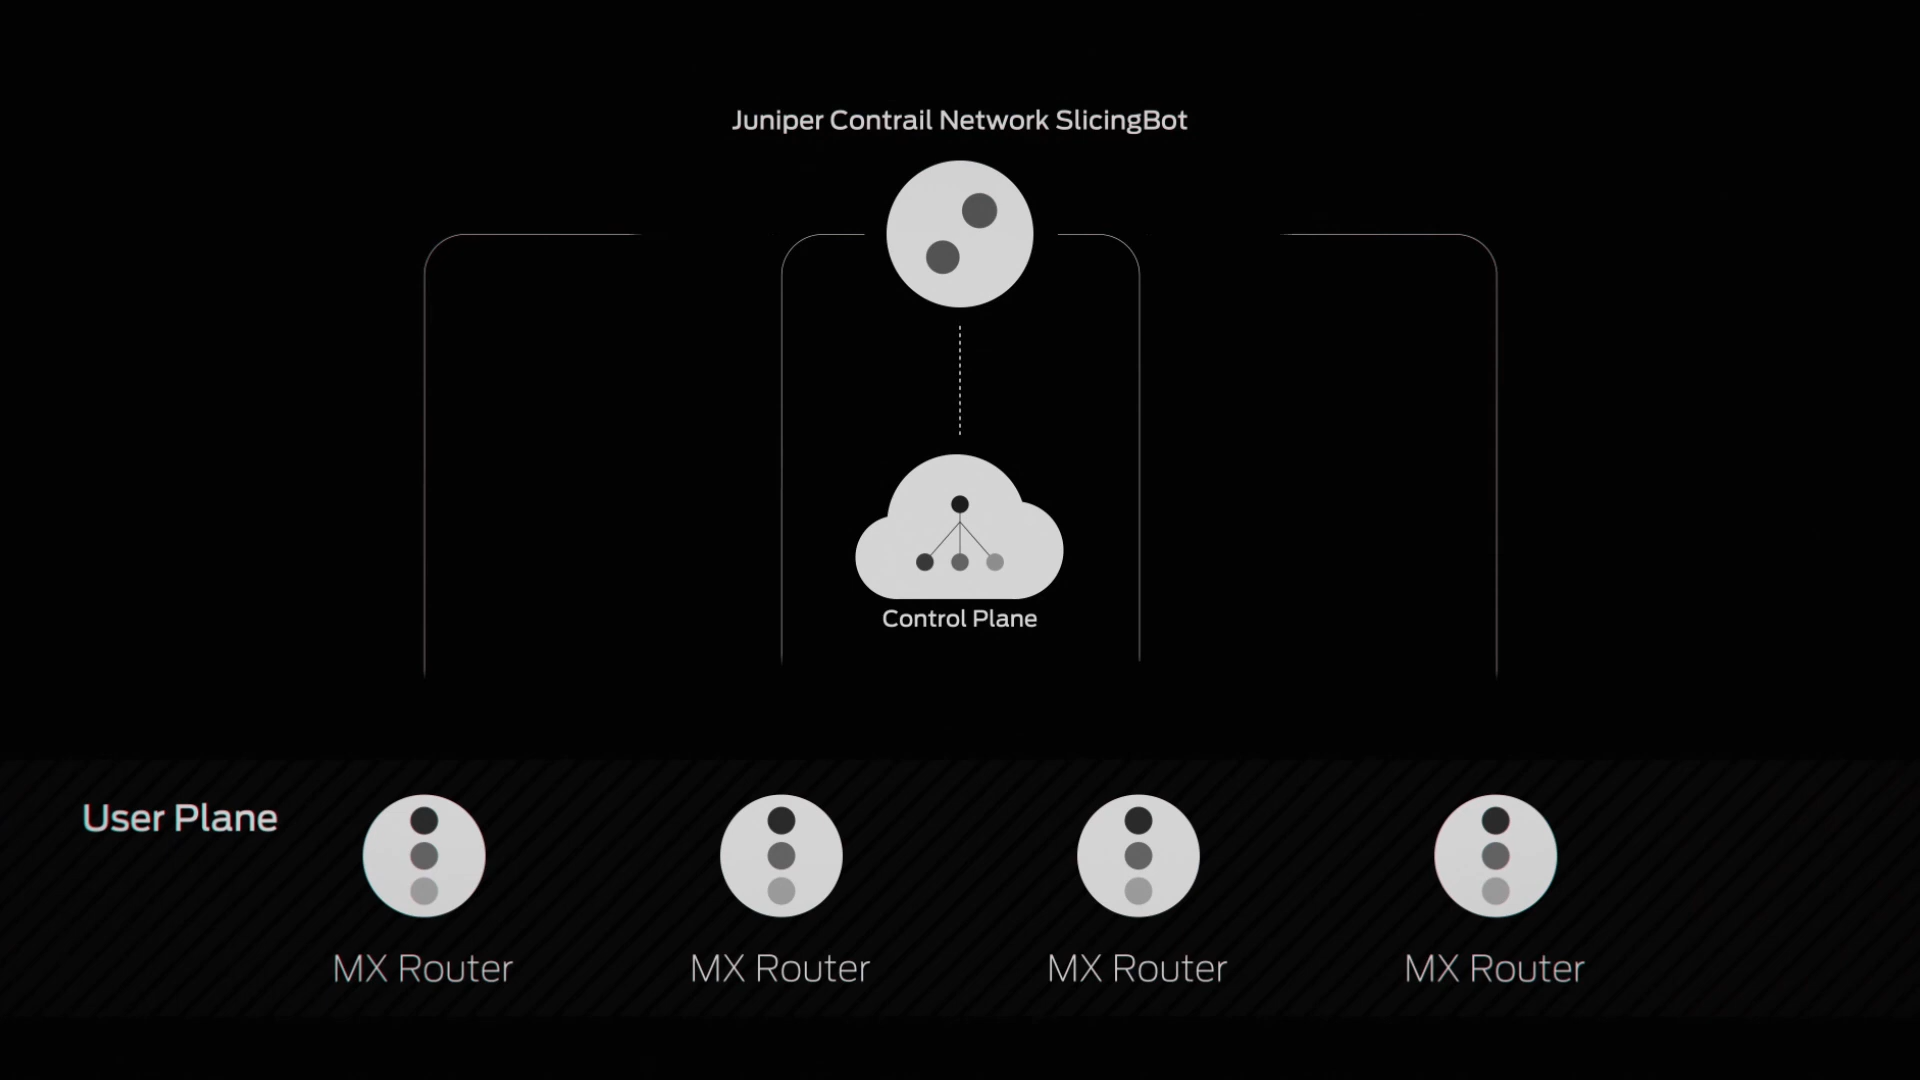 Juniper Contrail Network SlicingBot
Control Plane
User Plane
MX Router
MX Router
MX Router
MX Router